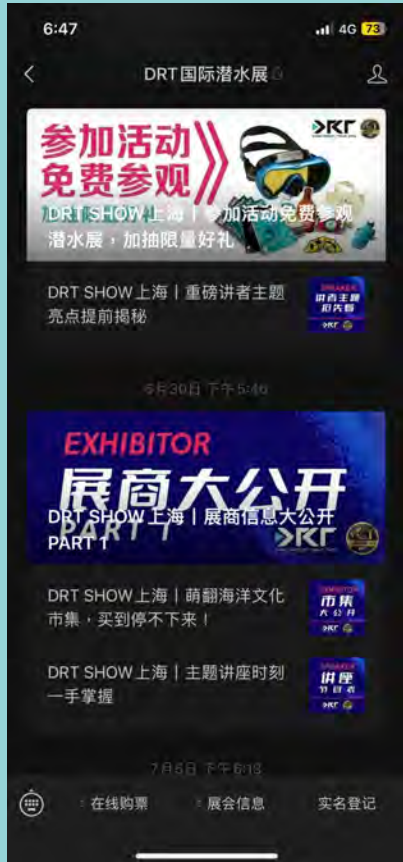 6:47
4G 73
DRT国际潜水展
参加活动
免费参观
DRT
DRT SHOW上海丨参加活动免费参观
潜水展，加抽限量好礼
DRT SHOW上海丨重磅讲者主题
亮点提前揭秘
SPEAKER
讲者主题
抢先看
DRT
6月30日 下午5:46
EXHIBITOR
展商大公开
PART 1
DRT
DRT SHOW上海丨展商信息大公开
PART 1
DRT SHOW上海丨萌翻海洋文化
市集，买到停不下来！
EXHIBITOR
市集
大公开
DRT
DRT SHOW上海丨主题讲座时刻
一手掌握
SPEAKER
讲座
节目表
DRT
在线购票
展会信息
实名登记